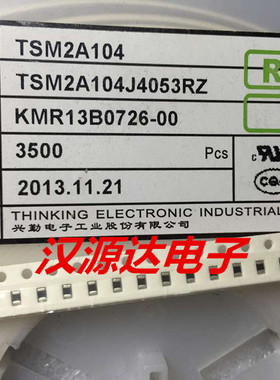 TSM2A104
TSM2A104J4053RZ
R
KMR13B0726-00
3500 Pcs
2013.11.21
THINKING ELECTRONIC INDUSTRIAL
兴勤电子工业股份有限公司
汉源达电子